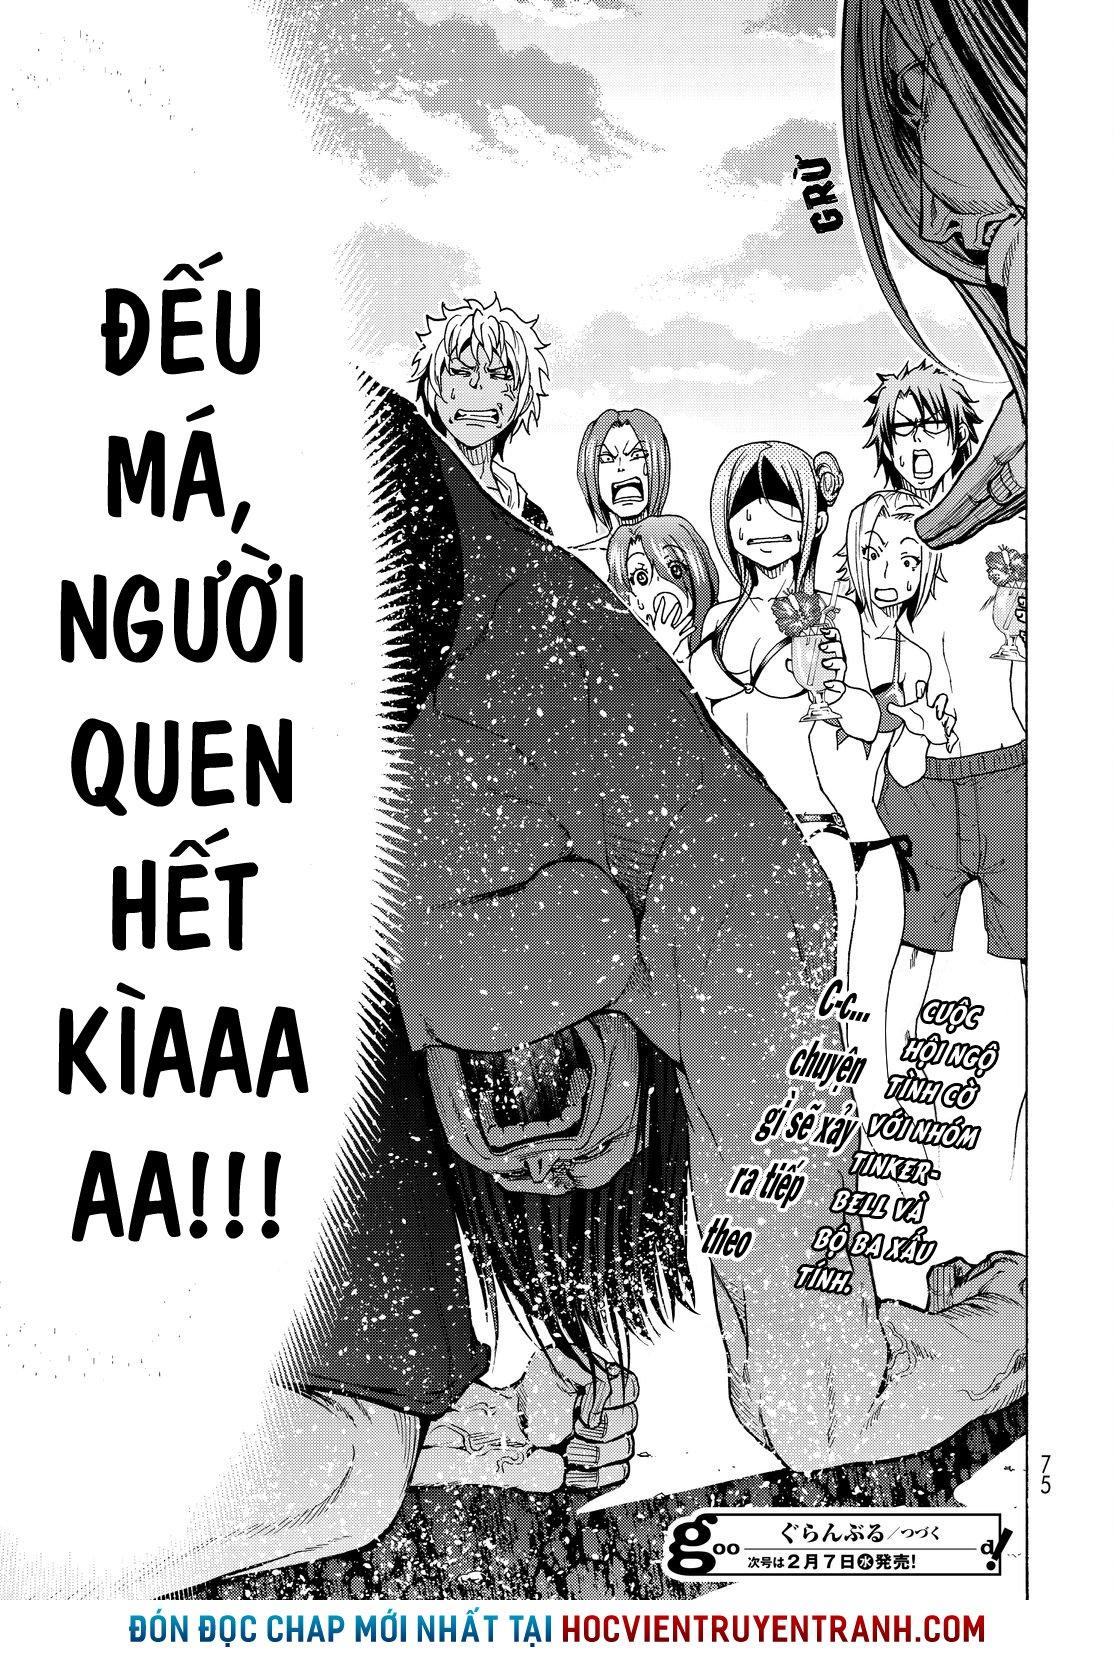 GRỪ
ĐẾU
MÁ,
NGƯỜI
QUEN
HẾT
KÌAAA
AA!!!
CUỘC
HỘI NGỘ
TÌNH CỜ
VỚI NHÓM
TINKER-
BELL VÀ
BỘ BA XẤU
TÍNH.
C-C...
chuyện
gì sẽ xảy
ra tiếp
theo
75
goo d!
ぐらんぶる/つづく
次号は2月7日㊌発売!
ĐÓN ĐỌC CHAP MỚI NHẤT TẠI HOCVIENTRUYENTRANH.COM